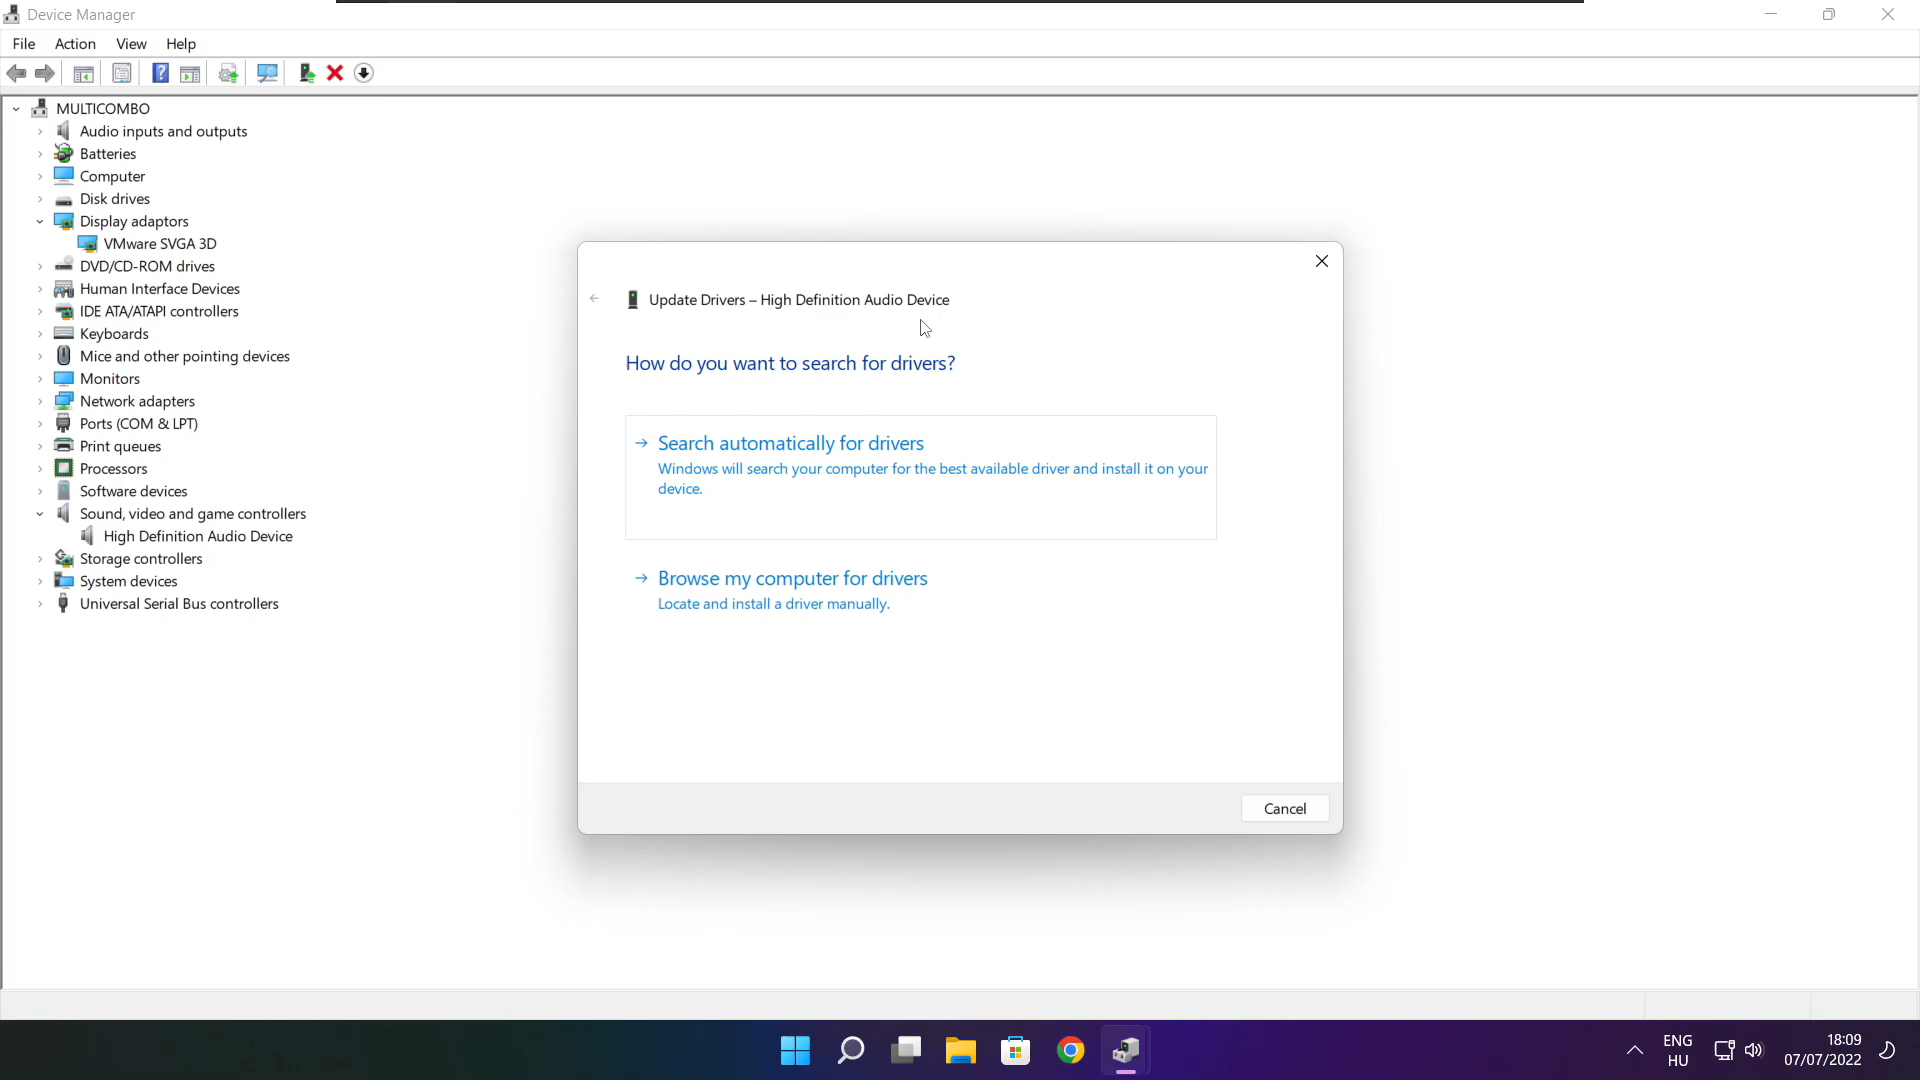 Device Manager
File Action View Help
MULTICOMBO
Audio inputs and outputs
Batteries
Computer
Disk drives
Display adaptors
VMware SVGA 3D
DVD/CD-ROM drives
Human Interface Devices
IDE ATA/ATAPI controllers
Keyboards
Mice and other pointing devices
Monitors
Network adapters
Ports (COM & LPT)
Print queues
Processors
Software devices
Sound, video and game controllers
High Definition Audio Device
Storage controllers
System devices
Universal Serial Bus controllers
Update Drivers – High Definition Audio Device
How do you want to search for drivers?
Search automatically for drivers
Windows will search your computer for the best available driver and install it on your
device.
Browse my computer for drivers
Locate and install a driver manually.
Cancel
ENG
HU
18:09
07/07/2022